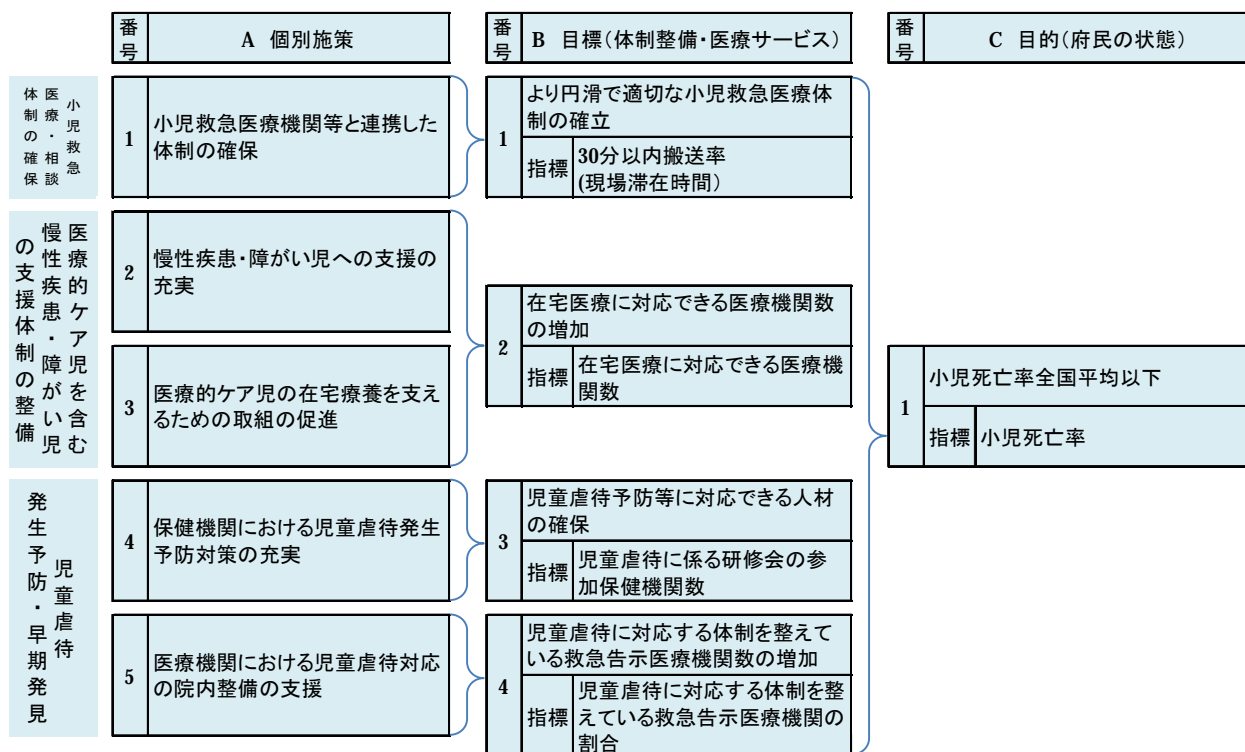 番号
A 個別施策
番号
B 目標(体制整備・医療サービス)
番号
C 目的(府民の状態)
小児救急
医療・相談
体制の確保
1
小児救急医療機関等と連携した
体制の確保
1
より円滑で適切な小児救急医療体
制の確立
指標
30分以内搬送率
(現場滞在時間)
医療的ケア児を含む
慢性疾患・障がい児
の支援体制の整備
2
慢性疾患・障がい児への支援の
充実
3
医療的ケア児の在宅療養を支え
るための取組の促進
2
在宅医療に対応できる医療機関数
の増加
指標
在宅医療に対応できる医療機
関数
1
小児死亡率全国平均以下
指標
小児死亡率
児童虐待
発生予防・早期発見
4
保健機関における児童虐待発生
予防対策の充実
3
児童虐待予防等に対応できる人材
の確保
指標
児童虐待に係る研修会の参
加保健機関数
5
医療機関における児童虐待対応
の院内整備の支援
4
児童虐待に対応する体制を整えて
いる救急告示医療機関数の増加
指標
児童虐待に対応する体制を整
えている救急告示医療機関の
割合